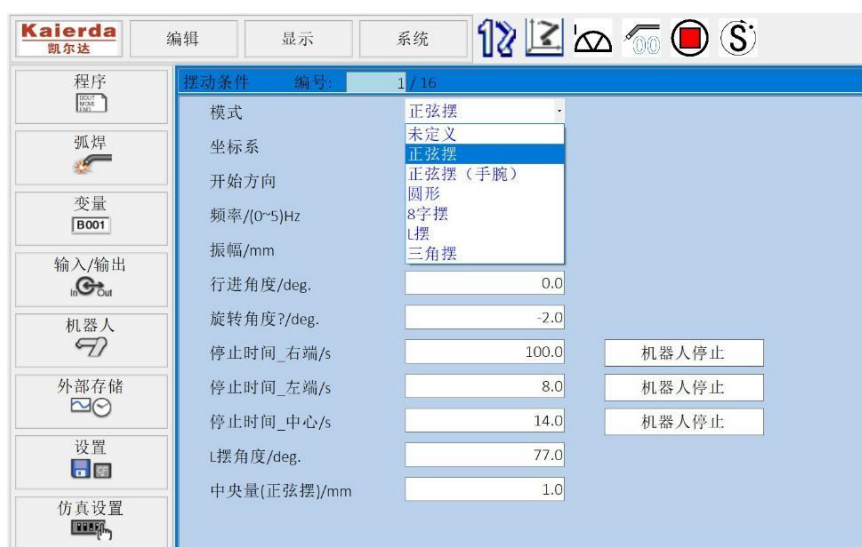 Kaierda
凯尔达
编辑
显示
系统
S
程序
DOUT
MOVE
END
弧焊
变量
B001
输入/输出
In Out
机器人
外部存储
设置
仿真设置
摆动条件 编号: 1 / 16
模式 正弦摆
未定义
正弦摆
正弦摆（手腕）
圆形
8字摆
L摆
三角摆
坐标系
开始方向
频率/(0~5)Hz
振幅/mm
行进角度/deg. 0.0
旋转角度?/deg. -2.0
停止时间_右端/s 100.0 机器人停止
停止时间_左端/s 8.0 机器人停止
停止时间_中心/s 14.0 机器人停止
L摆角度/deg. 77.0
中央量(正弦摆)/mm 1.0